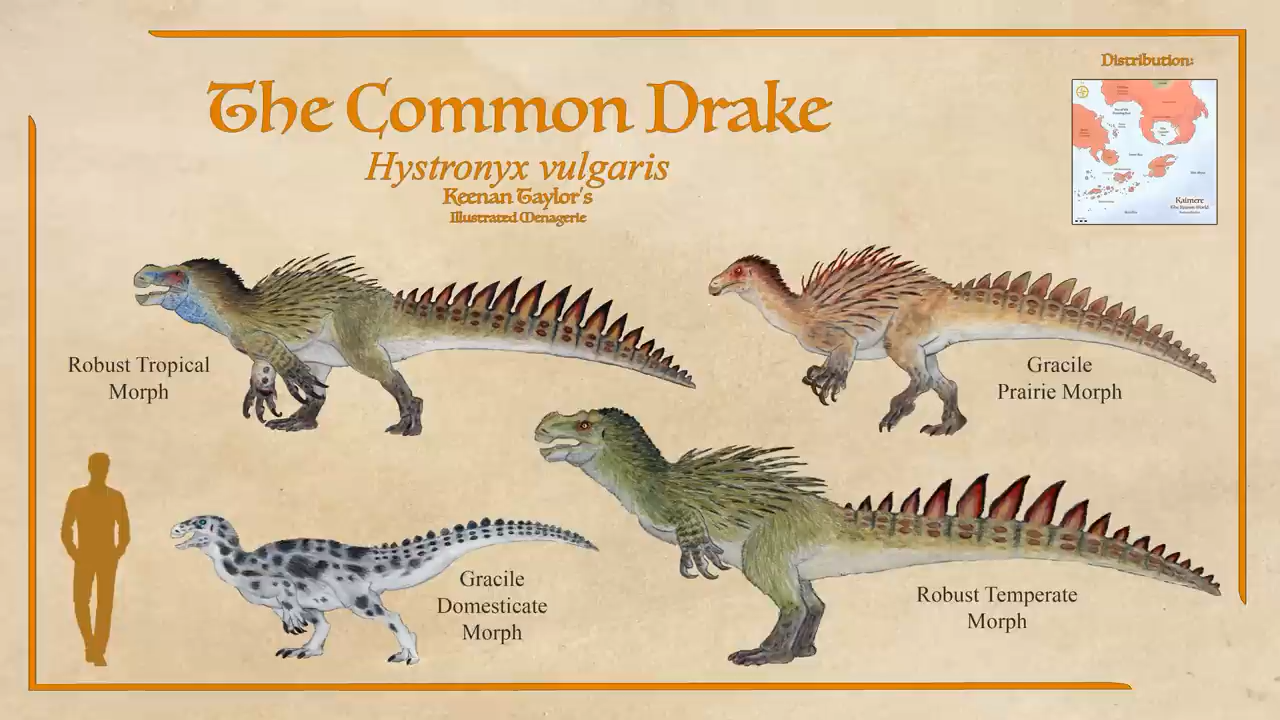 The Common Drake
Hystronyx vulgaris
Keenan Taylor's
Illustrated Menagerie
Distribution:
Kaimere
Robust Tropical
Morph
Gracile
Prairie Morph
Gracile
Domesticate
Morph
Robust Temperate
Morph